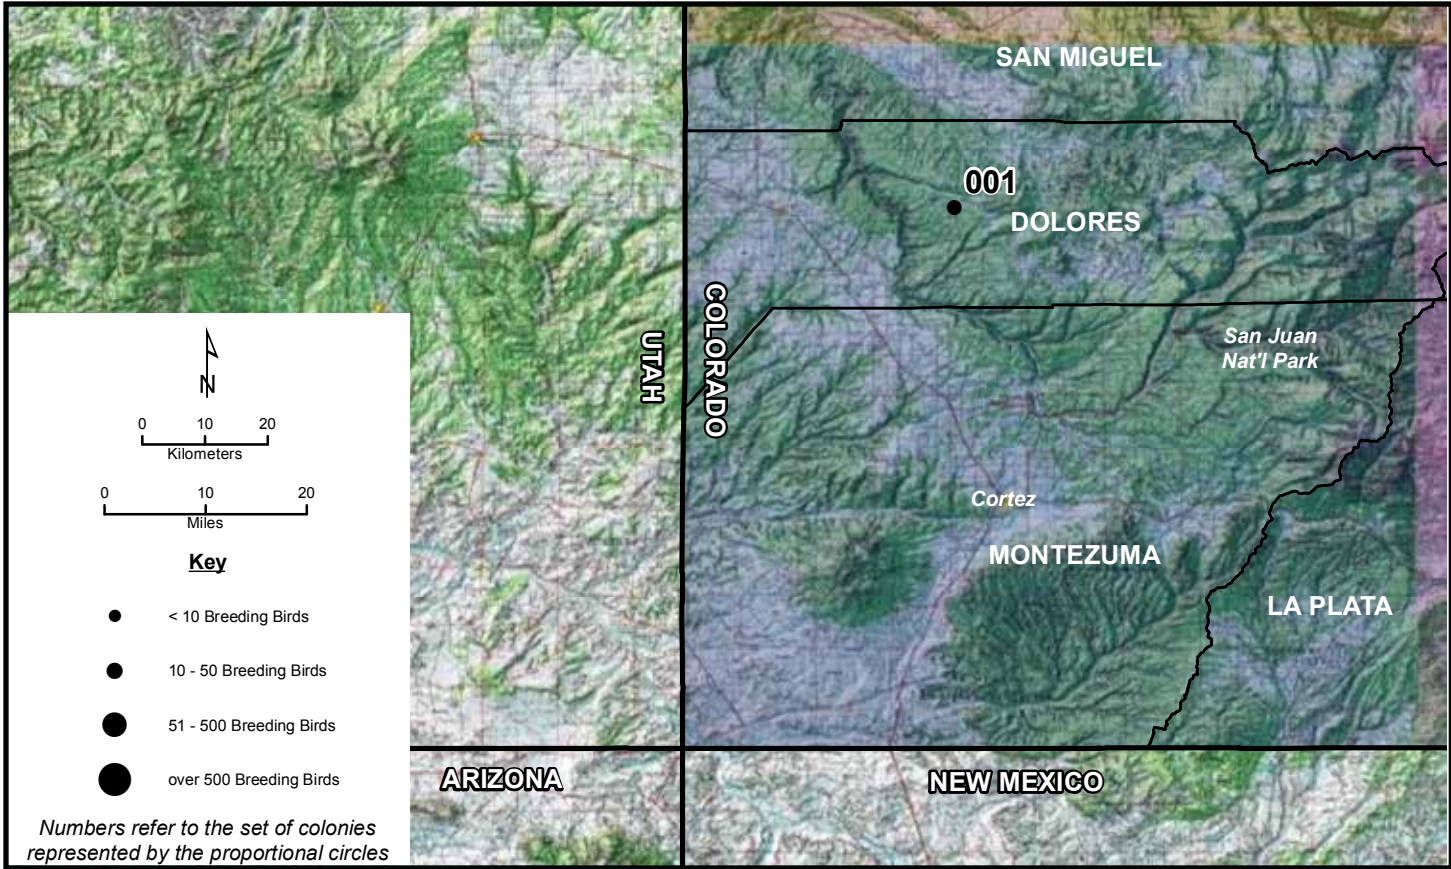 SAN MIGUEL
001
DOLORES
COLORADO
UTAH
San Juan
Nat'l Park
Cortez
MONTEZUMA
LA PLATA
ARIZONA
NEW MEXICO
N
0 10 20
Kilometers
0 10 20
Miles
Key
< 10 Breeding Birds
10 - 50 Breeding Birds
51 - 500 Breeding Birds
over 500 Breeding Birds
Numbers refer to the set of colonies
represented by the proportional circles